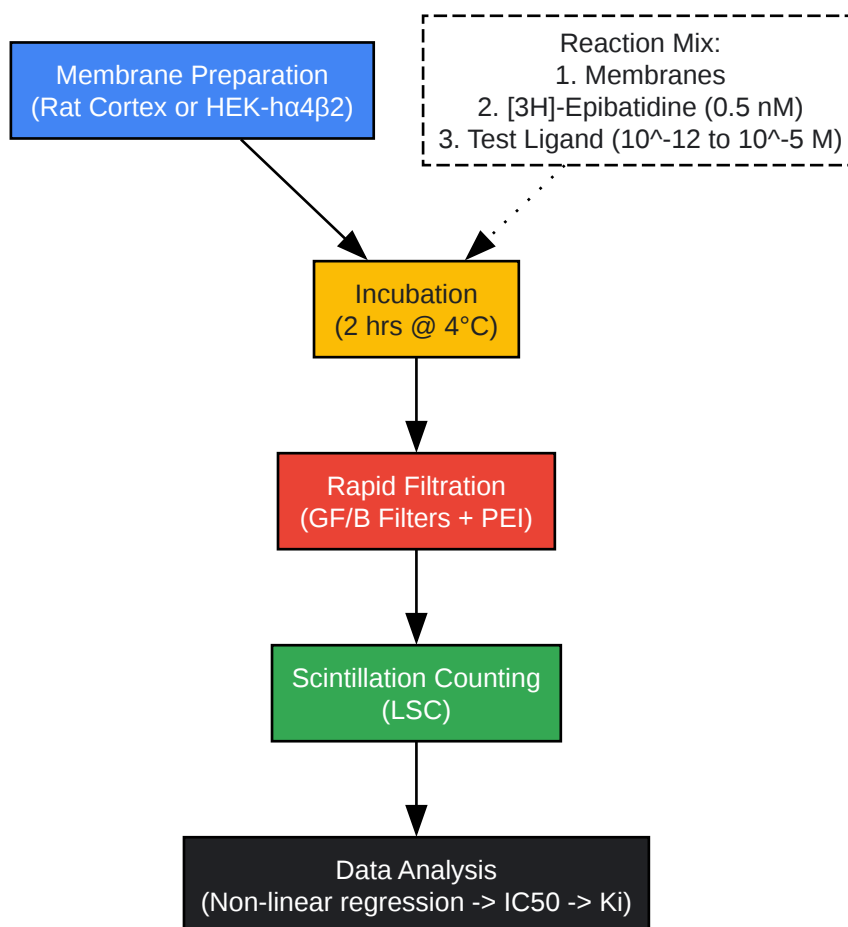 Membrane Preparation
(Rat Cortex or HEK-hα4β2)
Reaction Mix:
1. Membranes
2. [3H]-Epibatidine (0.5 nM)
3. Test Ligand (10^-12 to 10^-5 M)
Incubation
(2 hrs @ 4°C)
Rapid Filtration
(GF/B Filters + PEI)
Scintillation Counting
(LSC)
Data Analysis
(Non-linear regression -> IC50 -> Ki)